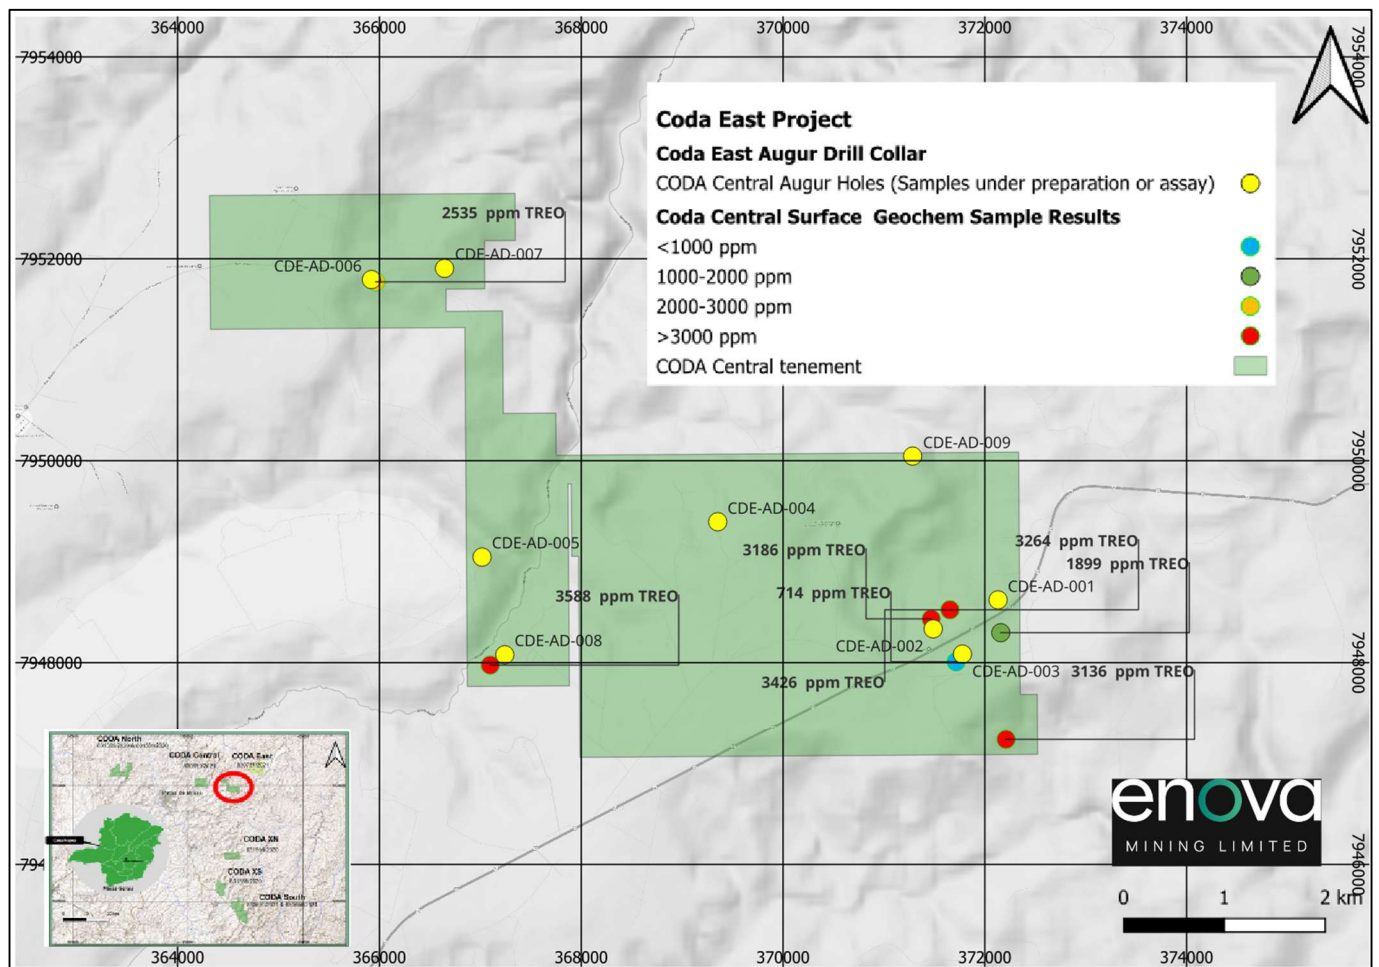 364000
366000
368000
370000
372000
374000
7954000
7954000
Coda East Project
Coda East Augur Drill Collar
CODA Central Augur Holes (Samples under preparation or assay)
Coda Central Surface Geochem Sample Results
<1000 ppm
1000-2000 ppm
2000-3000 ppm
>3000 ppm
CODA Central tenement
2535 ppm TREO
CDE-AD-007
CDE-AD-006
7952000
7952000
CDE-AD-009
7950000
7950000
CDE-AD-004
CDE-AD-005
3186 ppm TREO
3264 ppm TREO
1899 ppm TREO
CDE-AD-001
714 ppm TREO
3588 ppm TREO
CDE-AD-008
CDE-AD-002
7948000
7948000
CDE-AD-003
3136 ppm TREO
3426 ppm TREO
CODA North
CODA Central
CODA East
CODA XN
CODA XS
CODA South
794
7946000
enova
MINING LIMITED
0 1 2 km
364000
366000
368000
370000
372000
374000